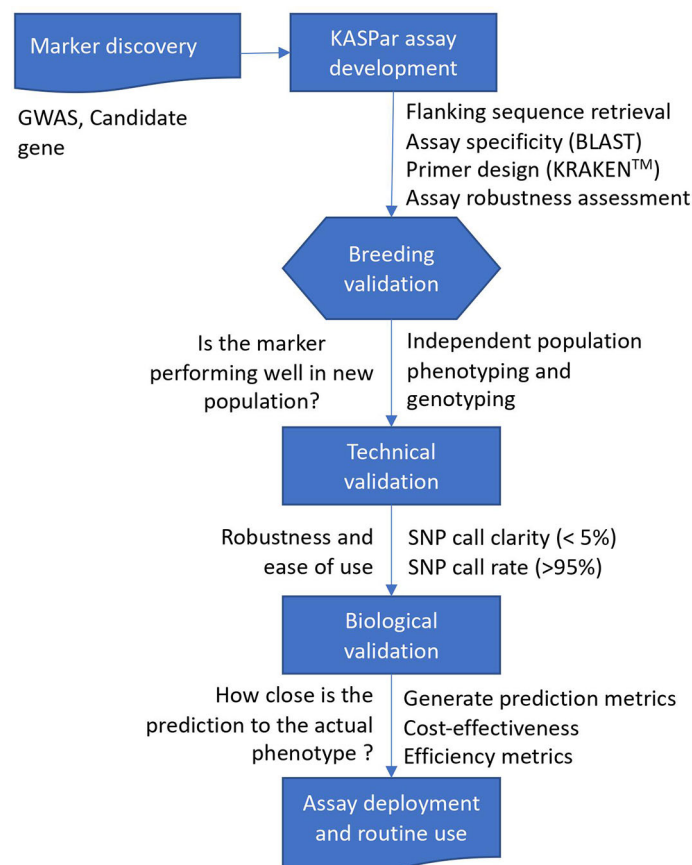 Marker discovery
KASPar assay
development
GWAS, Candidate
gene
Flanking sequence retrieval
Assay specificity (BLAST)
Primer design (KRAKEN™)
Assay robustness assessment
Breeding
validation
Is the marker
performing well in new
population?
Independent population
phenotyping and
genotyping
Technical
validation
Robustness and
ease of use
SNP call clarity (< 5%)
SNP call rate (>95%)
Biological
validation
How close is the
prediction to the actual
phenotype ?
Generate prediction metrics
Cost-effectiveness
Efficiency metrics
Assay deployment
and routine use